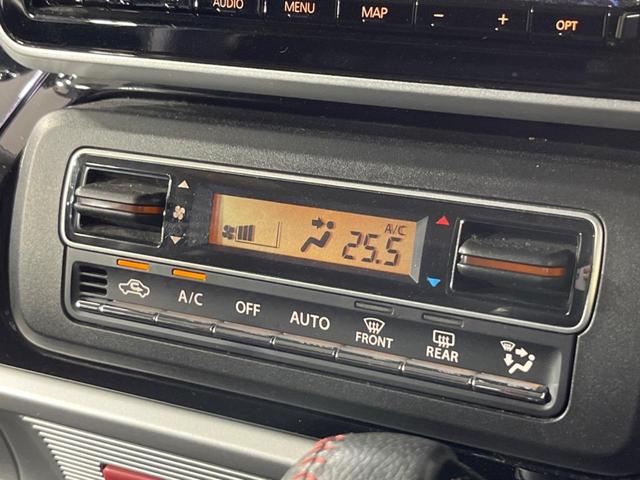 AUDIO MENU MAP − + OPT
A/C
25.5
A/C OFF AUTO FRONT REAR